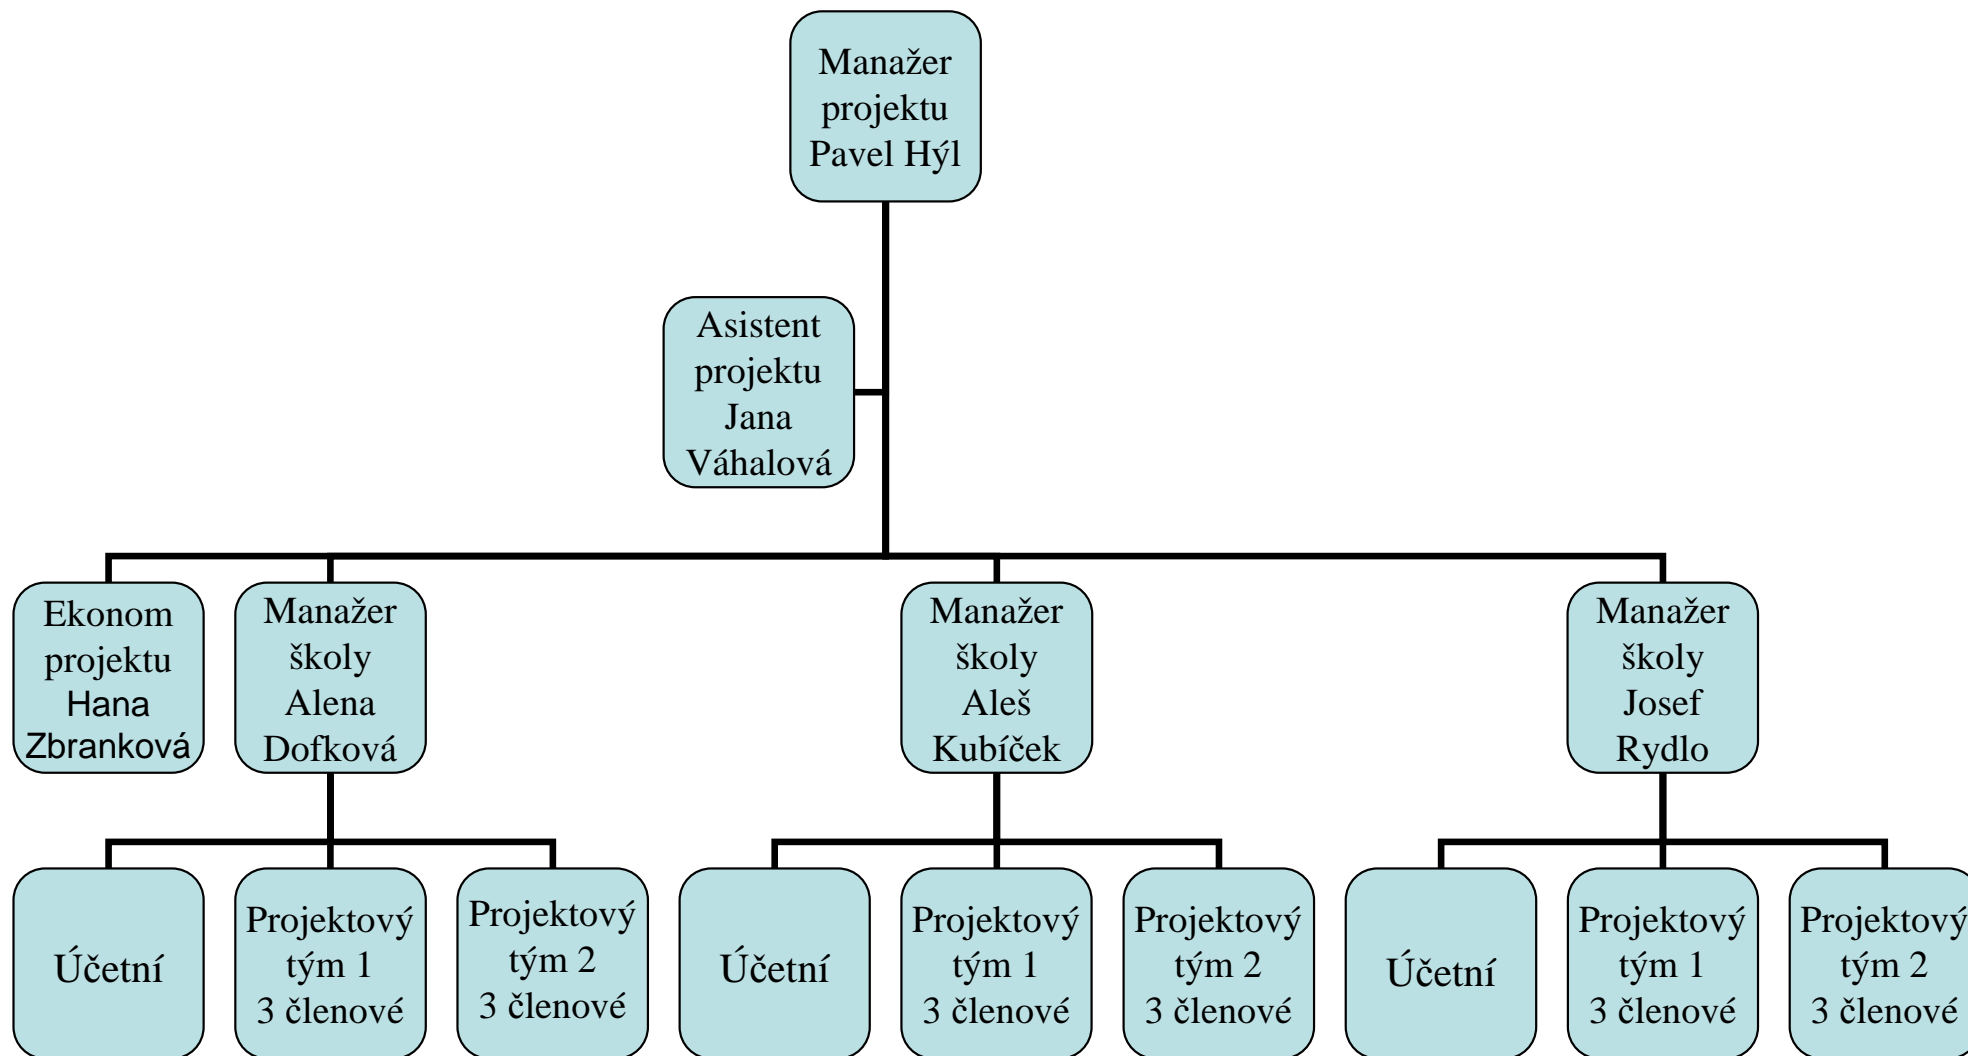 Manažer
projektu
Pavel Hýl
Asistent
projektu
Jana
Váhalová
Ekonom
projektu
Hana
Zbranková
Manažer
školy
Alena
Dofková
Manažer
školy
Aleš
Kubíček
Manažer
školy
Josef
Rydlo
Účetní
Projektový
tým 1
3 členové
Projektový
tým 2
3 členové
Účetní
Projektový
tým 1
3 členové
Projektový
tým 2
3 členové
Účetní
Projektový
tým 1
3 členové
Projektový
tým 2
3 členové